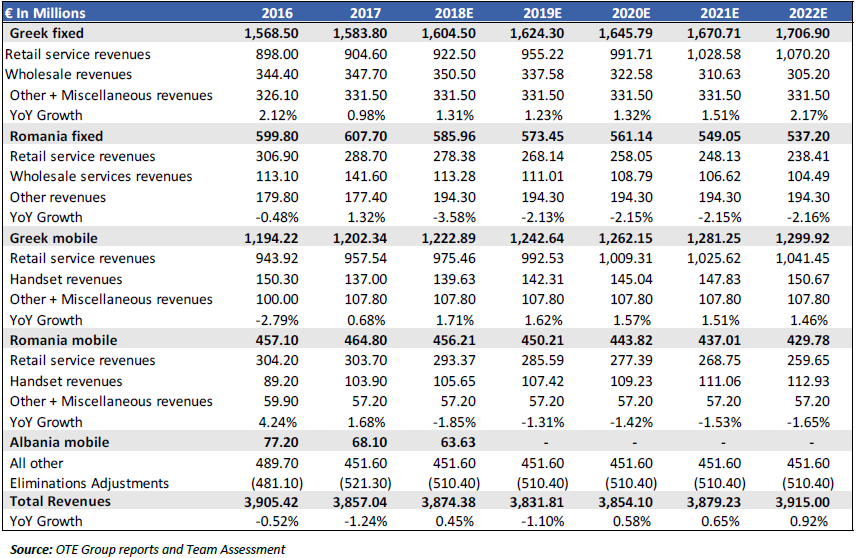 € In Millions 2016 2017 2018E 2019E 2020E 2021E 2022E
Greek fixed 1,568.50 1,583.80 1,604.50 1,624.30 1,645.79 1,670.71 1,706.90
Retail service revenues 898.00 904.60 922.50 955.22 991.71 1,028.58 1,070.20
Wholesale revenues 344.40 347.70 350.50 337.58 322.58 310.63 305.20
Other + Miscellaneous revenues 326.10 331.50 331.50 331.50 331.50 331.50 331.50
YoY Growth 2.12% 0.98% 1.31% 1.23% 1.32% 1.51% 2.17%
Romania fixed 599.80 607.70 585.96 573.45 561.14 549.05 537.20
Retail service revenues 306.90 288.70 278.38 268.14 258.05 248.13 238.41
Wholesale services revenues 113.10 141.60 113.28 111.01 108.79 106.62 104.49
Other revenues 179.80 177.40 194.30 194.30 194.30 194.30 194.30
YoY Growth -0.48% 1.32% -3.58% -2.13% -2.15% -2.15% -2.16%
Greek mobile 1,194.22 1,202.34 1,222.89 1,242.64 1,262.15 1,281.25 1,299.92
Retail service revenues 943.92 957.54 975.46 992.53 1,009.31 1,025.62 1,041.45
Handset revenues 150.30 137.00 139.63 142.31 145.04 147.83 150.67
Other + Miscellaneous revenues 100.00 107.80 107.80 107.80 107.80 107.80 107.80
YoY Growth -2.79% 0.68% 1.71% 1.62% 1.57% 1.51% 1.46%
Romania mobile 457.10 464.80 456.21 450.21 443.82 437.01 429.78
Retail service revenues 304.20 303.70 293.37 285.59 277.39 268.75 259.65
Handset revenues 89.20 103.90 105.65 107.42 109.23 111.06 112.93
Other + Miscellaneous revenues 59.90 57.20 57.20 57.20 57.20 57.20 57.20
YoY Growth 4.24% 1.68% -1.85% -1.31% -1.42% -1.53% -1.65%
Albania mobile 77.20 68.10 63.63 - - - -
All other 489.70 451.60 451.60 451.60 451.60 451.60 451.60
Eliminations Adjustments (481.10) (521.30) (510.40) (510.40) (510.40) (510.40) (510.40)
Total Revenues 3,905.42 3,857.04 3,874.38 3,831.81 3,854.10 3,879.23 3,915.00
YoY Growth -0.52% -1.24% 0.45% -1.10% 0.58% 0.65% 0.92%
Source: OTE Group reports and Team Assessment